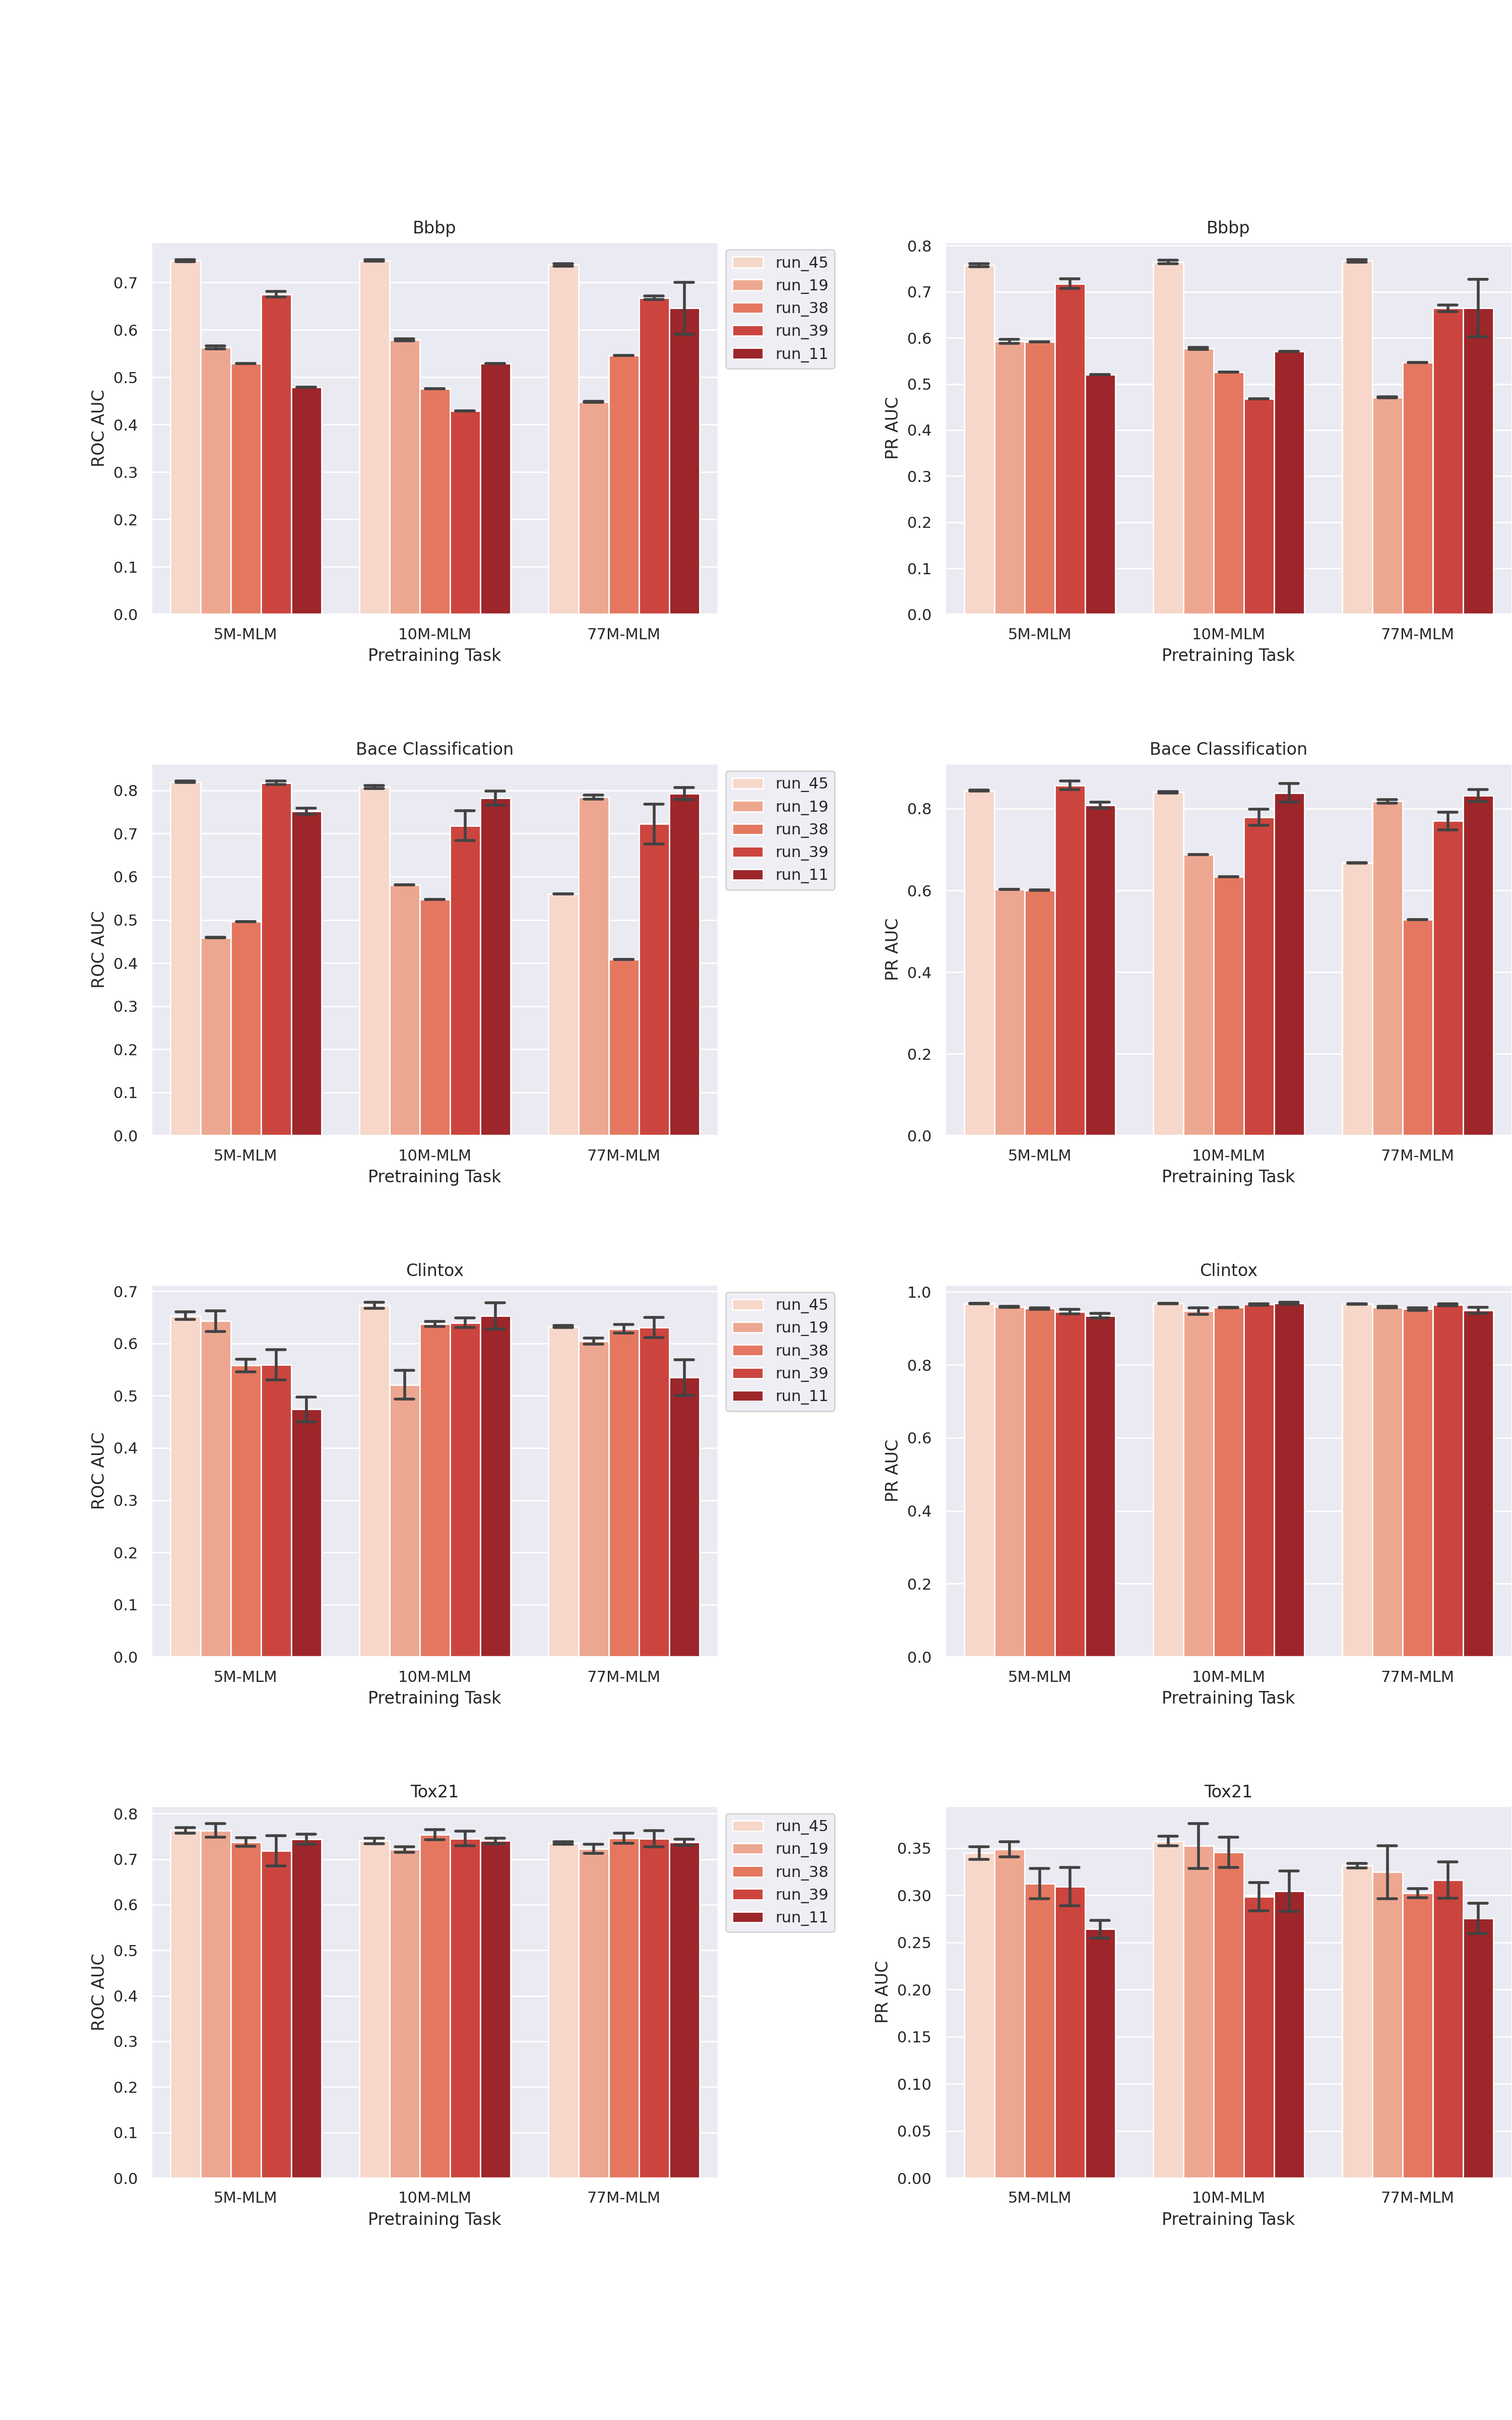 Bbbp
ROC AUC
0.7
0.6
0.5
0.4
0.3
0.2
0.1
0.0
5M-MLM 10M-MLM 77M-MLM
Pretraining Task
run_45
run_19
run_38
run_39
run_11
Bbbp
PR AUC
0.8
0.7
0.6
0.5
0.4
0.3
0.2
0.1
0.0
5M-MLM 10M-MLM 77M-MLM
Pretraining Task
Bace Classification
ROC AUC
0.8
0.7
0.6
0.5
0.4
0.3
0.2
0.1
0.0
5M-MLM 10M-MLM 77M-MLM
Pretraining Task
run_45
run_19
run_38
run_39
run_11
Bace Classification
PR AUC
0.8
0.6
0.4
0.2
0.0
5M-MLM 10M-MLM 77M-MLM
Pretraining Task
Clintox
ROC AUC
0.7
0.6
0.5
0.4
0.3
0.2
0.1
0.0
5M-MLM 10M-MLM 77M-MLM
Pretraining Task
run_45
run_19
run_38
run_39
run_11
Clintox
PR AUC
1.0
0.8
0.6
0.4
0.2
0.0
5M-MLM 10M-MLM 77M-MLM
Pretraining Task
Tox21
ROC AUC
0.8
0.7
0.6
0.5
0.4
0.3
0.2
0.1
0.0
5M-MLM 10M-MLM 77M-MLM
Pretraining Task
run_45
run_19
run_38
run_39
run_11
Tox21
PR AUC
0.35
0.30
0.25
0.20
0.15
0.10
0.05
0.00
5M-MLM 10M-MLM 77M-MLM
Pretraining Task